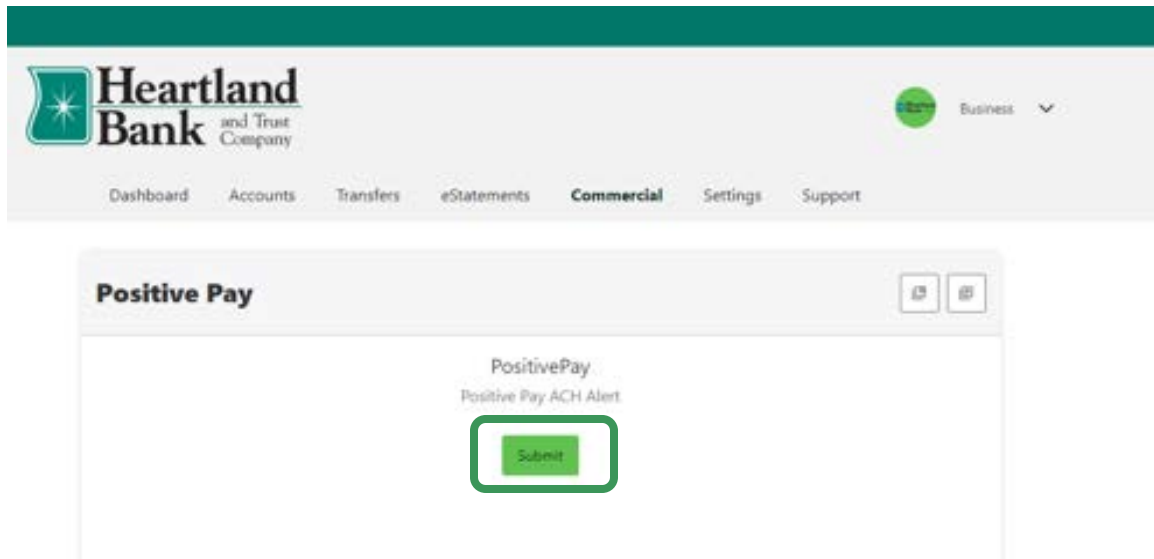 Heartland
Bank and Trust Company
Business
Dashboard Accounts Transfers eStatements Commercial Settings Support
Positive Pay
PositivePay
Positive Pay ACH Alert
Submit